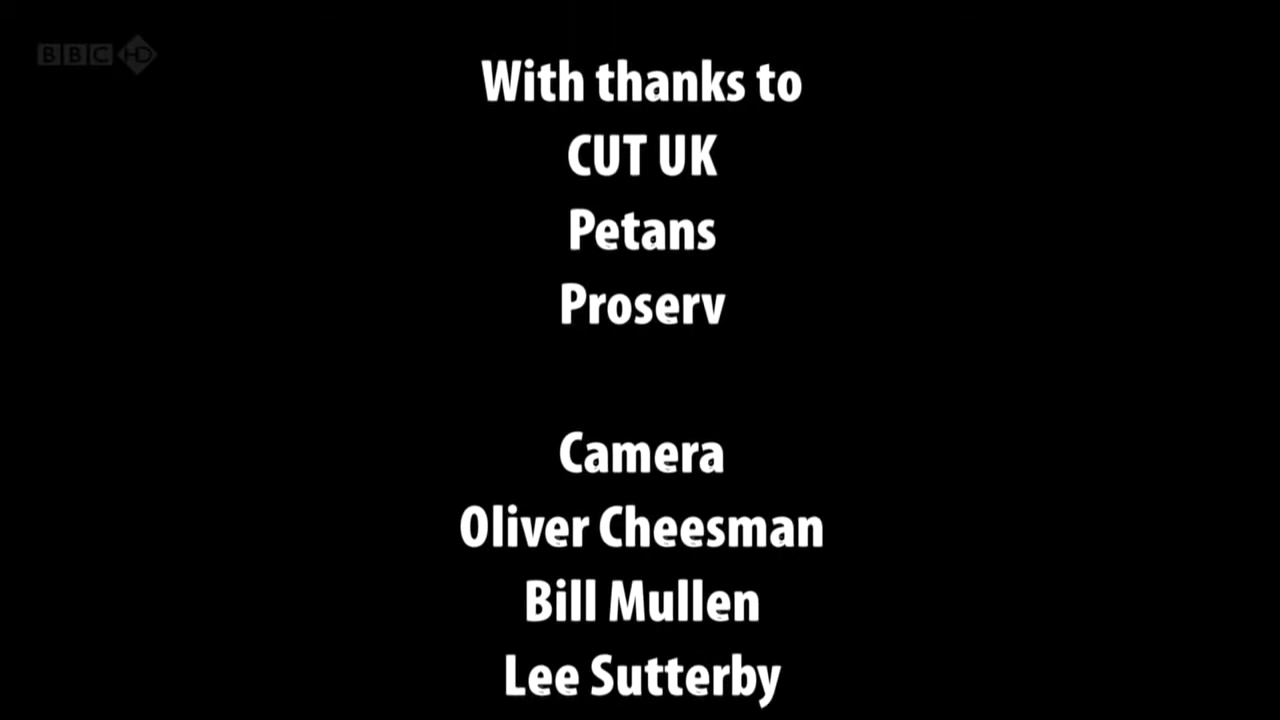 BBC HD
With thanks to
CUT UK
Petans
Proserv
Camera
Oliver Cheesman
Bill Mullen
Lee Sutterby